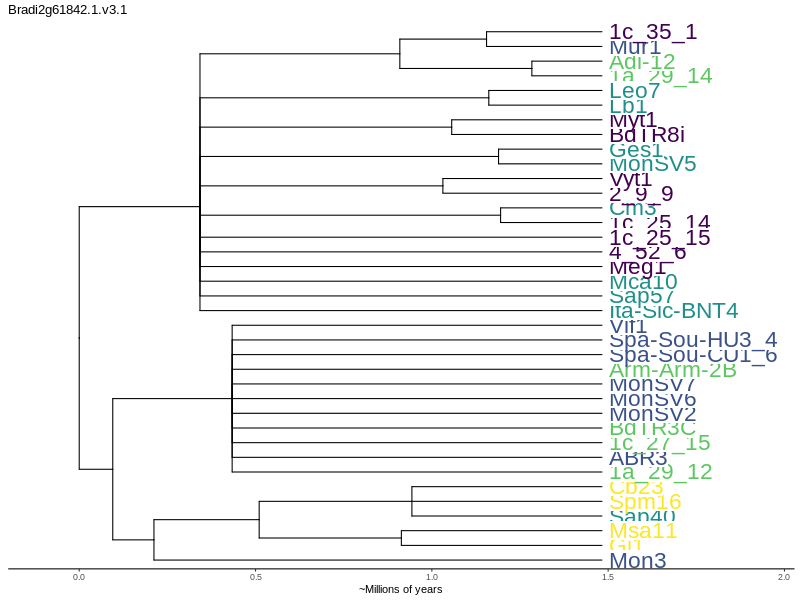 Bradi2g61842.1.v3.1
1c_35_1
Mur1
Adi-12
1a_29_14
Leo7
Lb1
Myt1
BdTR8i
Ges1
MonSV5
Vyt1
2_9_9
Cm3
1c_25_14
1c_25_15
4_52_6
Meg1
Mca10
Sap57
Ita-Sic-BNT4
Vif1
Spa-Sou-HU3_4
Spa-Sou-CU1_6
Arm-Arm-2B
MonSV7
MonSV6
MonSV2
BdTR3C
1c_27_15
ABR3
1a_29_12
Cb23
Spm16
Sap40
Msa11
Gi1
Mon3
0.0 0.5 1.0 1.5 2.0
~Millions of years